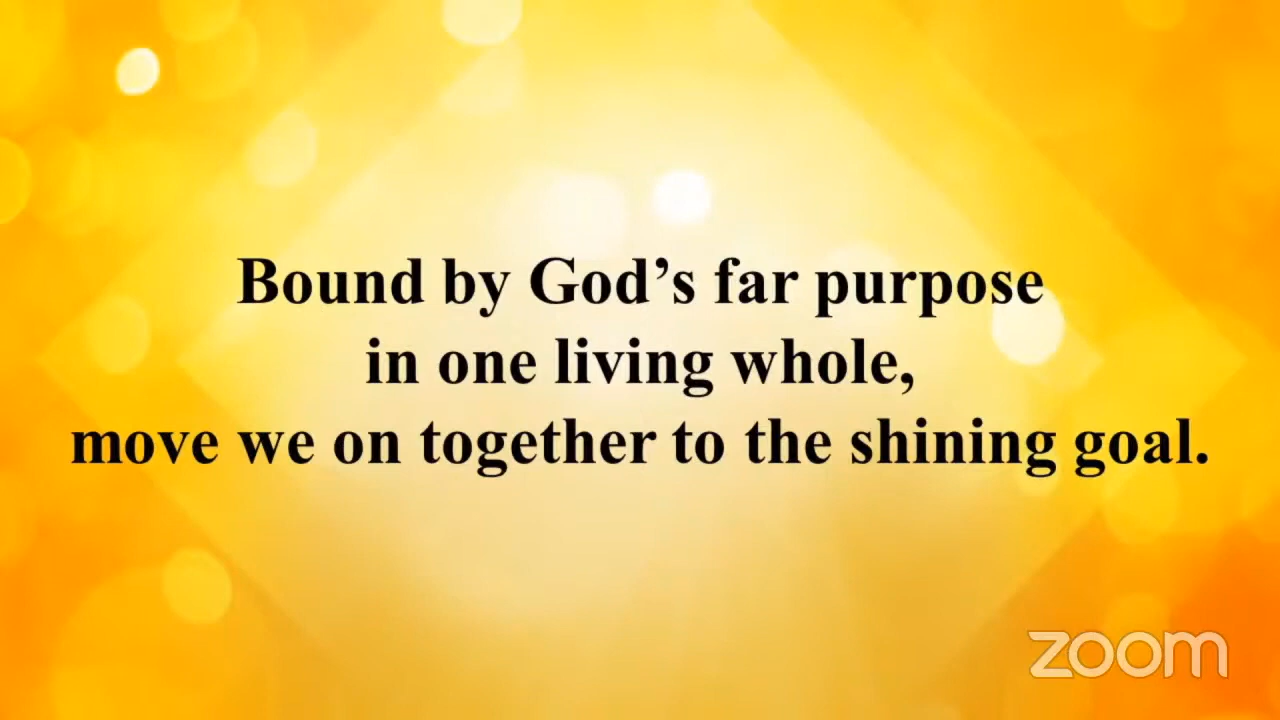 Bound by God’s far purpose
in one living whole,
move we on together to the shining goal.
zoom